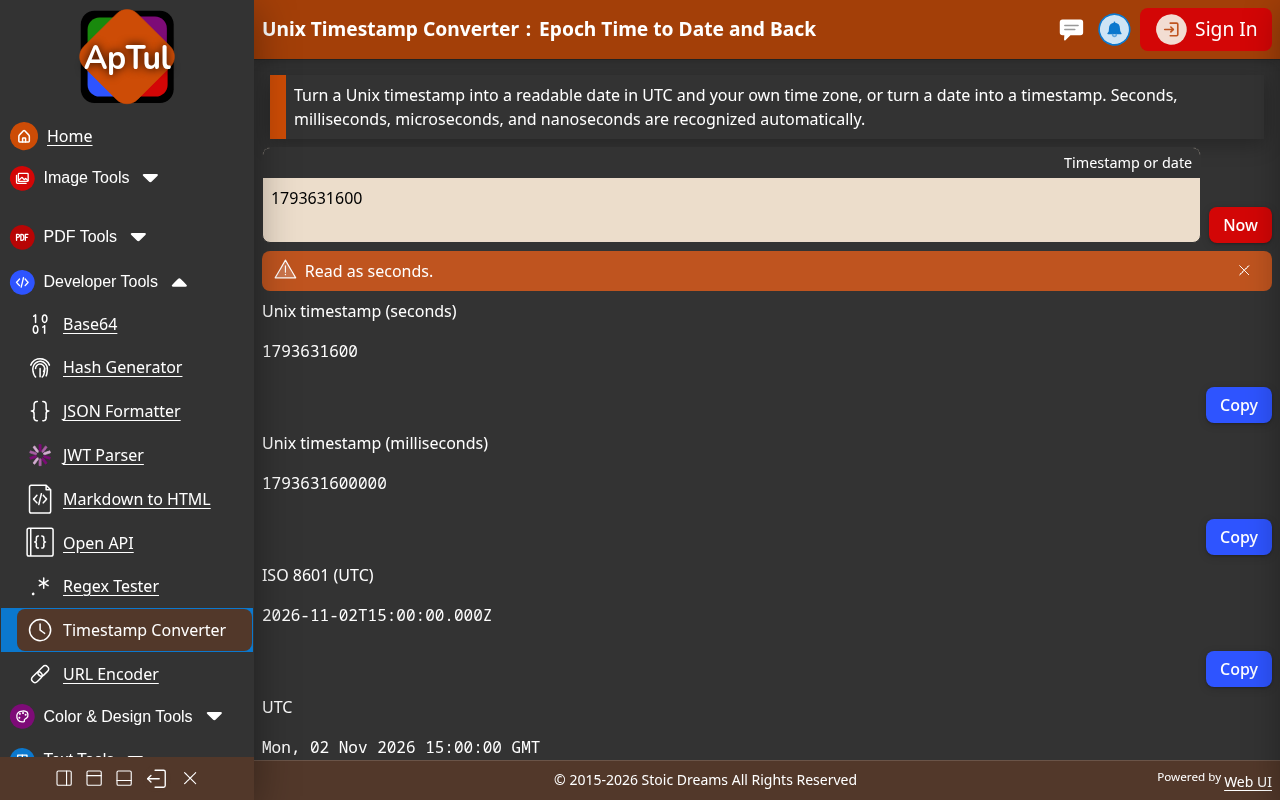 ApTul
Home
Image Tools
PDF Tools
Developer Tools
Base64
Hash Generator
JSON Formatter
JWT Parser
Markdown to HTML
Open API
Regex Tester
Timestamp Converter
URL Encoder
Color & Design Tools
Text Tools
Unix Timestamp Converter : Epoch Time to Date and Back
Sign In
Turn a Unix timestamp into a readable date in UTC and your own time zone, or turn a date into a timestamp. Seconds,
milliseconds, microseconds, and nanoseconds are recognized automatically.
Timestamp or date
1793631600
Now
Read as seconds.
Unix timestamp (seconds)
1793631600
Copy
Unix timestamp (milliseconds)
1793631600000
Copy
ISO 8601 (UTC)
2026-11-02T15:00:00.000Z
Copy
UTC
Mon, 02 Nov 2026 15:00:00 GMT
© 2015-2026 Stoic Dreams All Rights Reserved
Powered by Web UI